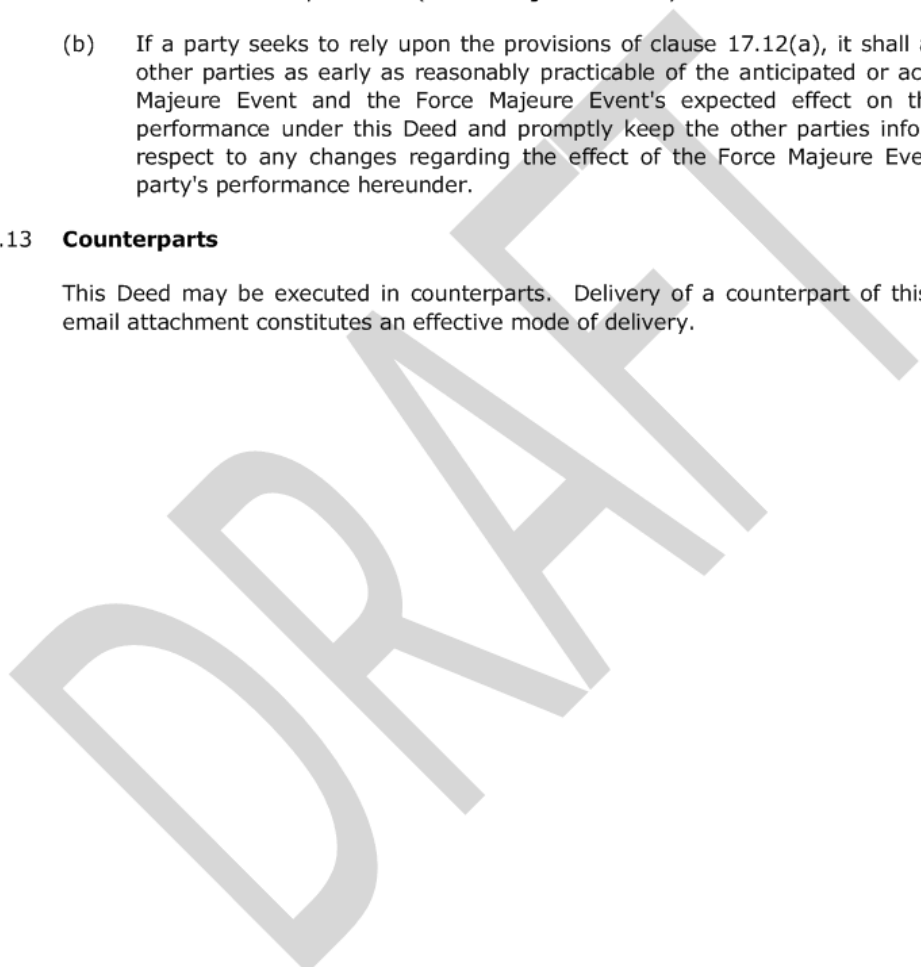 (b) If a party seeks to rely upon the provisions of clause 17.12(a), it shall
other parties as early as reasonably practicable of the anticipated or
Majeure Event and the Force Majeure Event's expected effect on
performance under this Deed and promptly keep the other parties
respect to any changes regarding the effect of the Force Majeure
party's performance hereunder.
.13 Counterparts
This Deed may be executed in counterparts. Delivery of a counterpart of this
email attachment constitutes an effective mode of delivery.
DRAFT